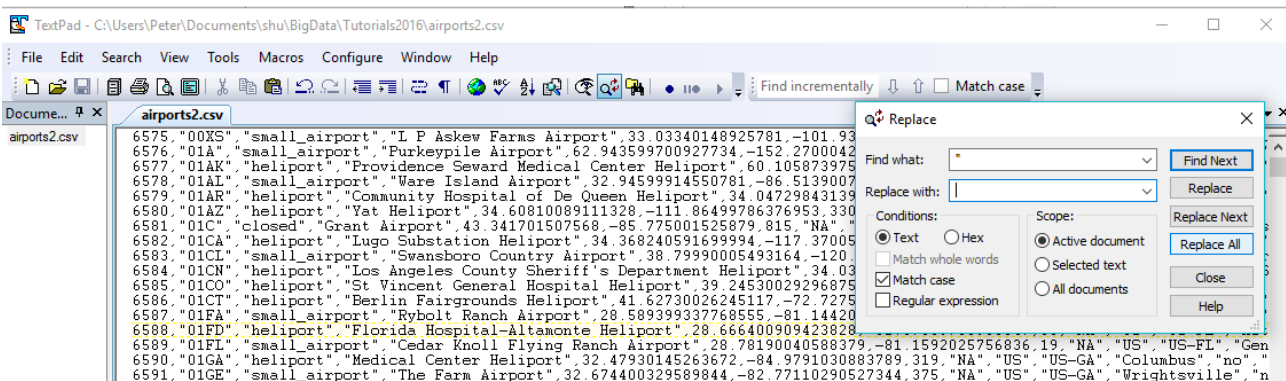 TextPad - C:\Users\Peter\Documents\shu\BigData\Tutorials2016\airports2.csv
File Edit Search View Tools Macros Configure Window Help
Find incrementally Match case
Docume...
airports2.csv
airports2.csv
6575,"00XS","small_airport","L P Askew Farms Airport",33.03340148925781,-101.93
6576,"01A","small_airport","Purkeypile Airport",62.943599700927734,-152.2700042
6577,"01AK","heliport","Providence Seward Medical Center Heliport",60.105873975
6578,"01AL","small_airport","Ware Island Airport",32.94599914550781,-86.5139007
6579,"01AR","heliport","Community Hospital of De Queen Heliport",34.04729843139
6580,"01AZ","heliport","Yat Heliport",34.60810089111328,-111.86499786376953,330
6581,"01C","closed","Grant Airport",43.341701507568,-85.775001525879,815,"NA","
6582,"01CA","heliport","Lugo Substation Heliport",34.368240591699994,-117.37005
6583,"01CL","small_airport","Swansboro Country Airport",38.79990005493164,-120.
6584,"01CN","heliport","Los Angeles County Sheriff's Department Heliport",34.03
6585,"01CO","heliport","St Vincent General Hospital Heliport",39.24530029296875
6586,"01CT","heliport","Berlin Fairgrounds Heliport",41.62730026245117,-72.7275
6587,"01FA","small_airport","Rybolt Ranch Airport",28.589399337768555,-81.14420
6588,"01FD","heliport","Florida Hospital-Altamonte Heliport",28.666400909423828
6589,"01FL","small_airport","Cedar Knoll Flying Ranch Airport",28.78190040588379,-81.1592025756836,19,"NA","US","US-FL","Gen
6590,"01GA","heliport","Medical Center Heliport",32.47930145263672,-84.9791030883789,319,"NA","US","US-GA","Columbus","no","
6591,"01GE","small_airport","The Farm Airport",32.674400329589844,-82.77110290527344,375,"NA","US","US-GA","Wrightsville","n
Replace
Find what: "
Find Next
Replace with:
Replace
Conditions:
Scope:
Replace Next
Text Hex
Active document
Replace All
Match whole words
Selected text
Match case
Close
All documents
Regular expression
Help